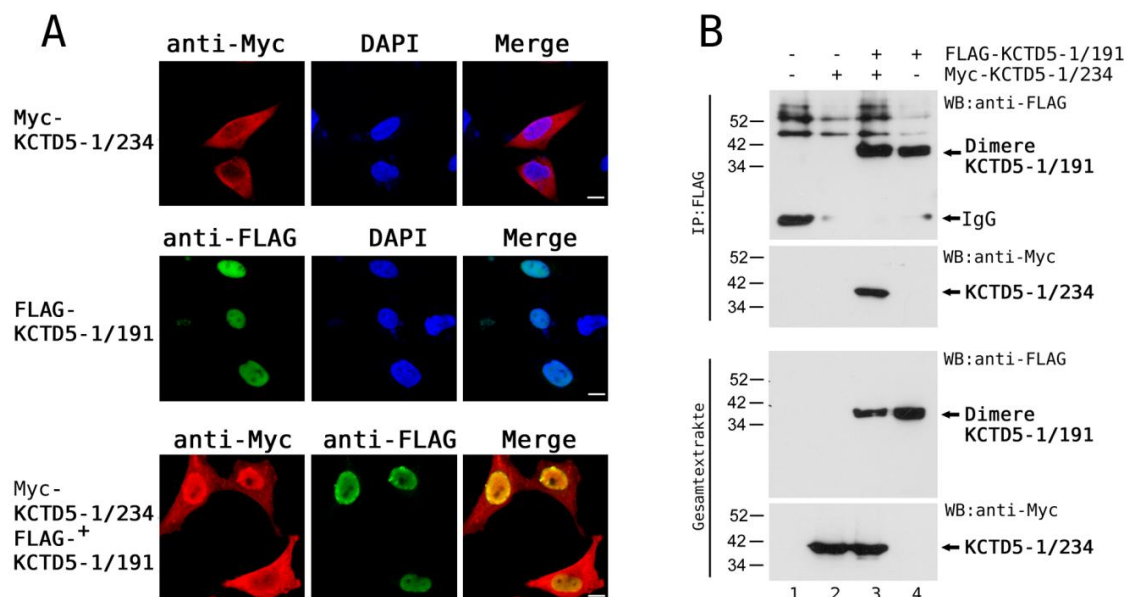 A
anti-Myc DAPI Merge
Myc-
KCTD5-1/234
anti-FLAG DAPI Merge
FLAG-
KCTD5-1/191
anti-Myc anti-FLAG Merge
Myc-
KCTD5-1/234
FLAG-+
KCTD5-1/191
B
- - + + FLAG-KCTD5-1/191
- + + - Myc-KCTD5-1/234
IP:FLAG
WB:anti-FLAG
52
42
34
Dimere
KCTD5-1/191
IgG
WB:anti-Myc
52
42
34
KCTD5-1/234
Gesamtextrakte
WB:anti-FLAG
52
42
34
Dimere
KCTD5-1/191
WB:anti-Myc
52
42
34
KCTD5-1/234
1 2 3 4